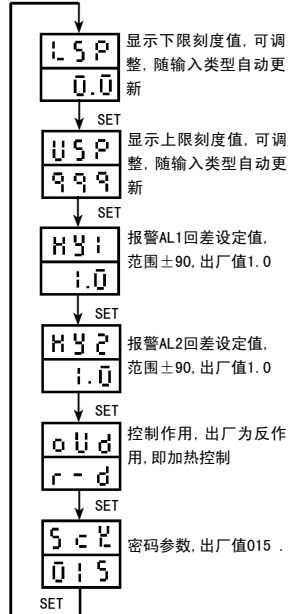 LSP
0.0
显示下限刻度值, 可调
整, 随输入类型自动更
新
SET
USP
999
显示上限刻度值, 可调
整, 随输入类型自动更
新
SET
HY1
1.0
报警AL1回差设定值,
范围±90, 出厂值1.0
SET
HY2
1.0
报警AL2回差设定值,
范围±90, 出厂值1.0
SET
oUd
r-d
控制作用, 出厂为反作
用, 即加热控制
SET
ScK
015
密码参数, 出厂值015 .
SET